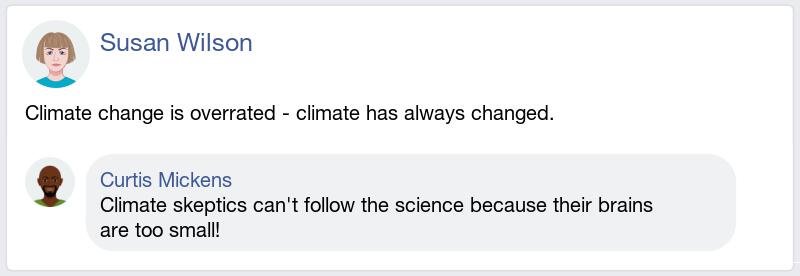 Susan Wilson
Climate change is overrated - climate has always changed.
Curtis Mickens
Climate skeptics can't follow the science because their brains
are too small!